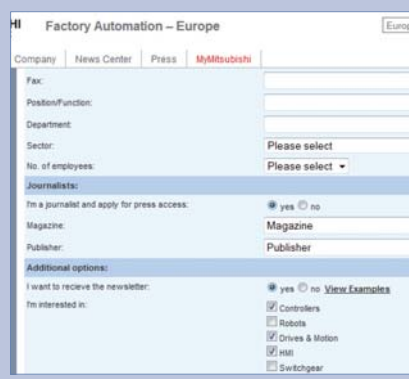 HI Factory Automation – Europe Europ
Company News Center Press MyMitsubishi
Fax:
Position/Function:
Department:
Sector: Please select
No. of employees: Please select
Journalists:
I'm a journalist and apply for press access: yes no
Magazine: Magazine
Publisher: Publisher
Additional options:
I want to recieve the newsletter: yes no View Examples
I'm interested in: Controllers
Robots
Drives & Motion
HMI
Switchgear